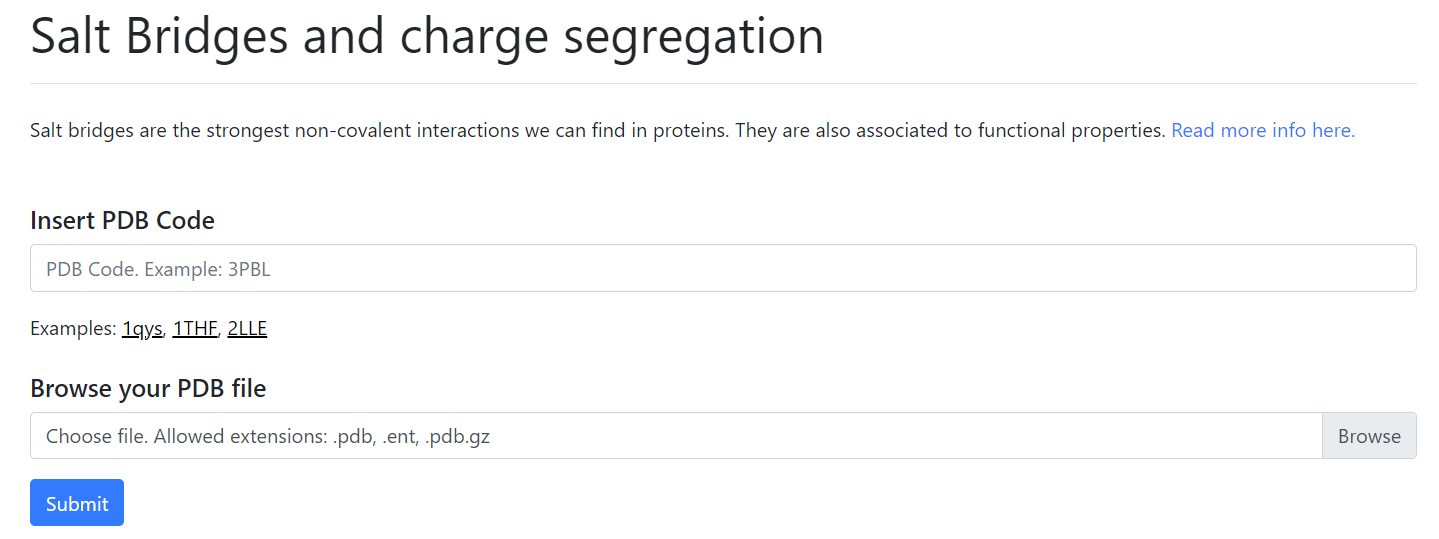 Salt Bridges and charge segregation
Salt bridges are the strongest non-covalent interactions we can find in proteins. They are also associated to functional properties. Read more info here.
Insert PDB Code
PDB Code. Example: 3PBL
Examples: 1qys, 1THF, 2LLE
Browse your PDB file
Choose file. Allowed extensions: .pdb, .ent, .pdb.gz
Browse
Submit